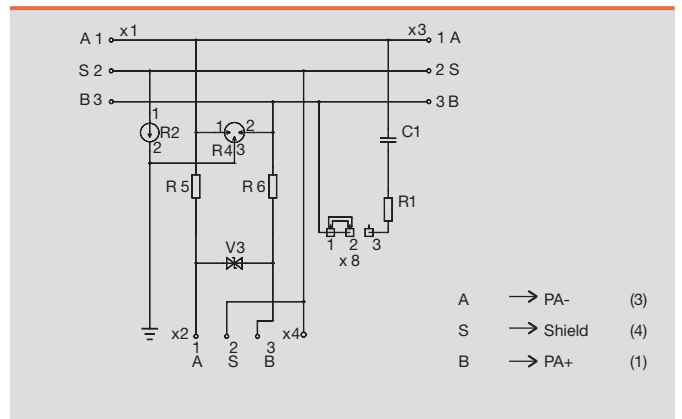 A 1 x1 x3 1 A
S 2 2 S
B 3 3 B
1 R2 2
1 2 R4 3
C1
R 5 R 6 R1
1 2 3
x 8
V3
x2 x4
1 2 3
A S B
A → PA- (3)
S → Shield (4)
B → PA+ (1)